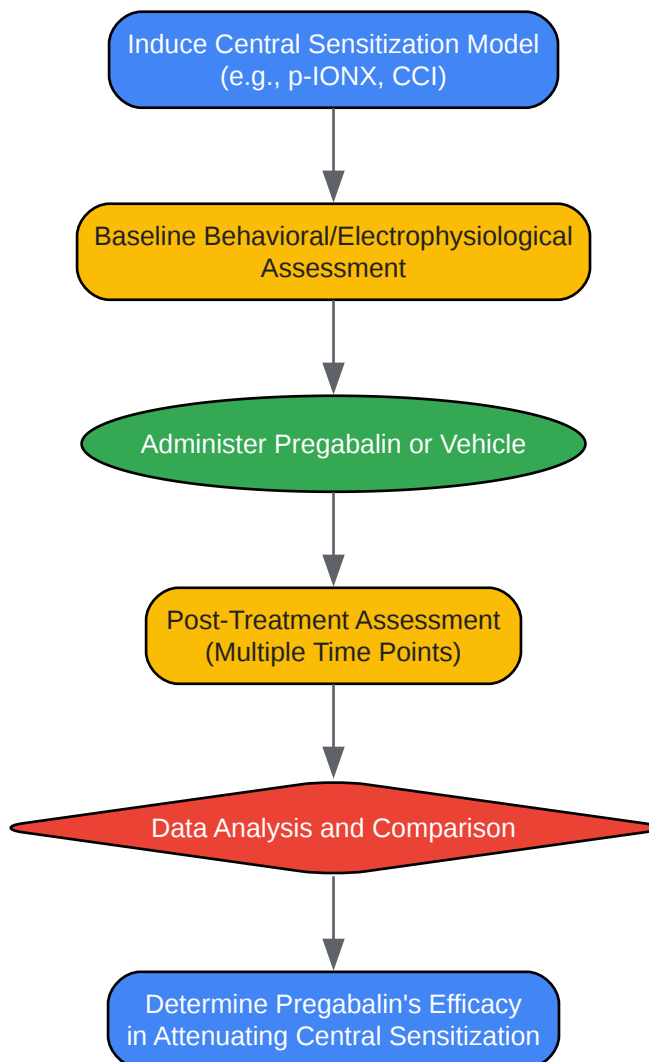 Induce Central Sensitization Model
(e.g., p-IONX, CCI)
Baseline Behavioral/Electrophysiological
Assessment
Administer Pregabalin or Vehicle
Post-Treatment Assessment
(Multiple Time Points)
Data Analysis and Comparison
Determine Pregabalin's Efficacy
in Attenuating Central Sensitization